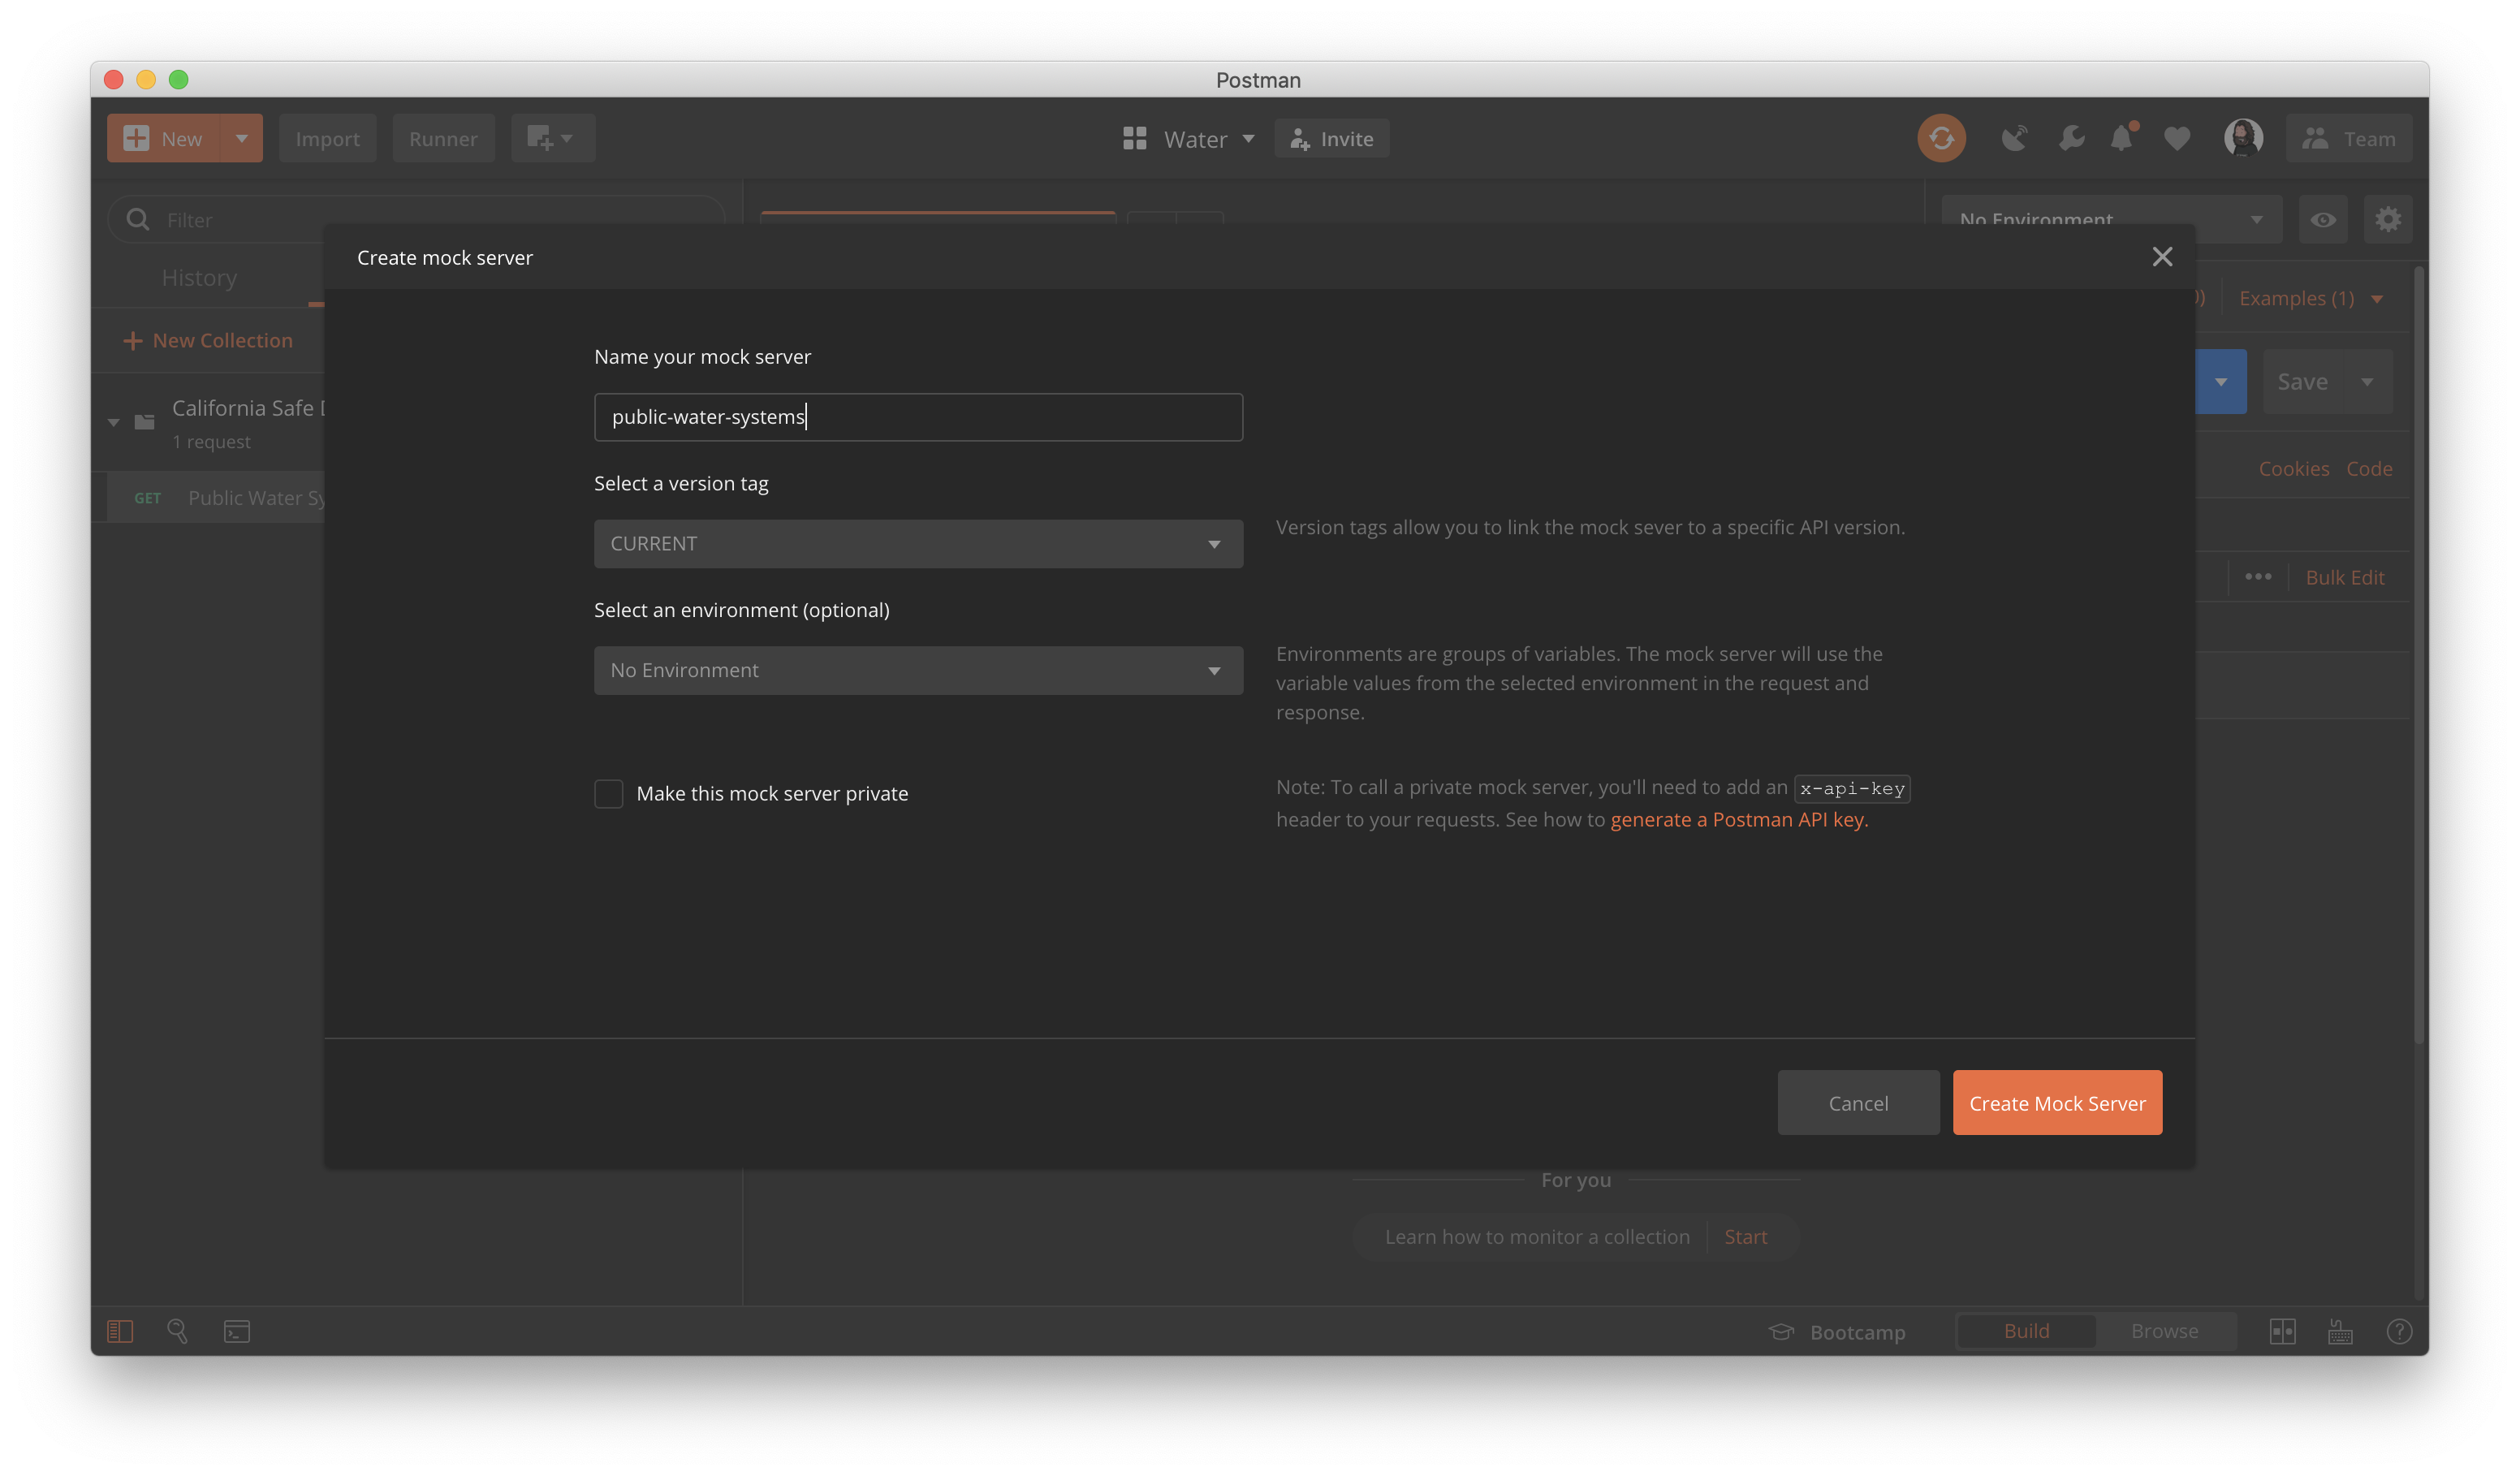 Postman
New
Import
Runner
Water
Invite
Team
Filter
No Environment
History
Create mock server
Examples (1)
New Collection
Name your mock server
Save
California Safe
1 request
public-water-systems
Cookies Code
Select a version tag
GET Public Water Sy
CURRENT
Version tags allow you to link the mock sever to a specific API version.
Bulk Edit
Select an environment (optional)
No Environment
Environments are groups of variables. The mock server will use the
variable values from the selected environment in the request and
response.
Make this mock server private
Note: To call a private mock server, you'll need to add an x-api-key
header to your requests. See how to generate a Postman API key.
Cancel
Create Mock Server
For you
Learn how to monitor a collection Start
Bootcamp
Build
Browse